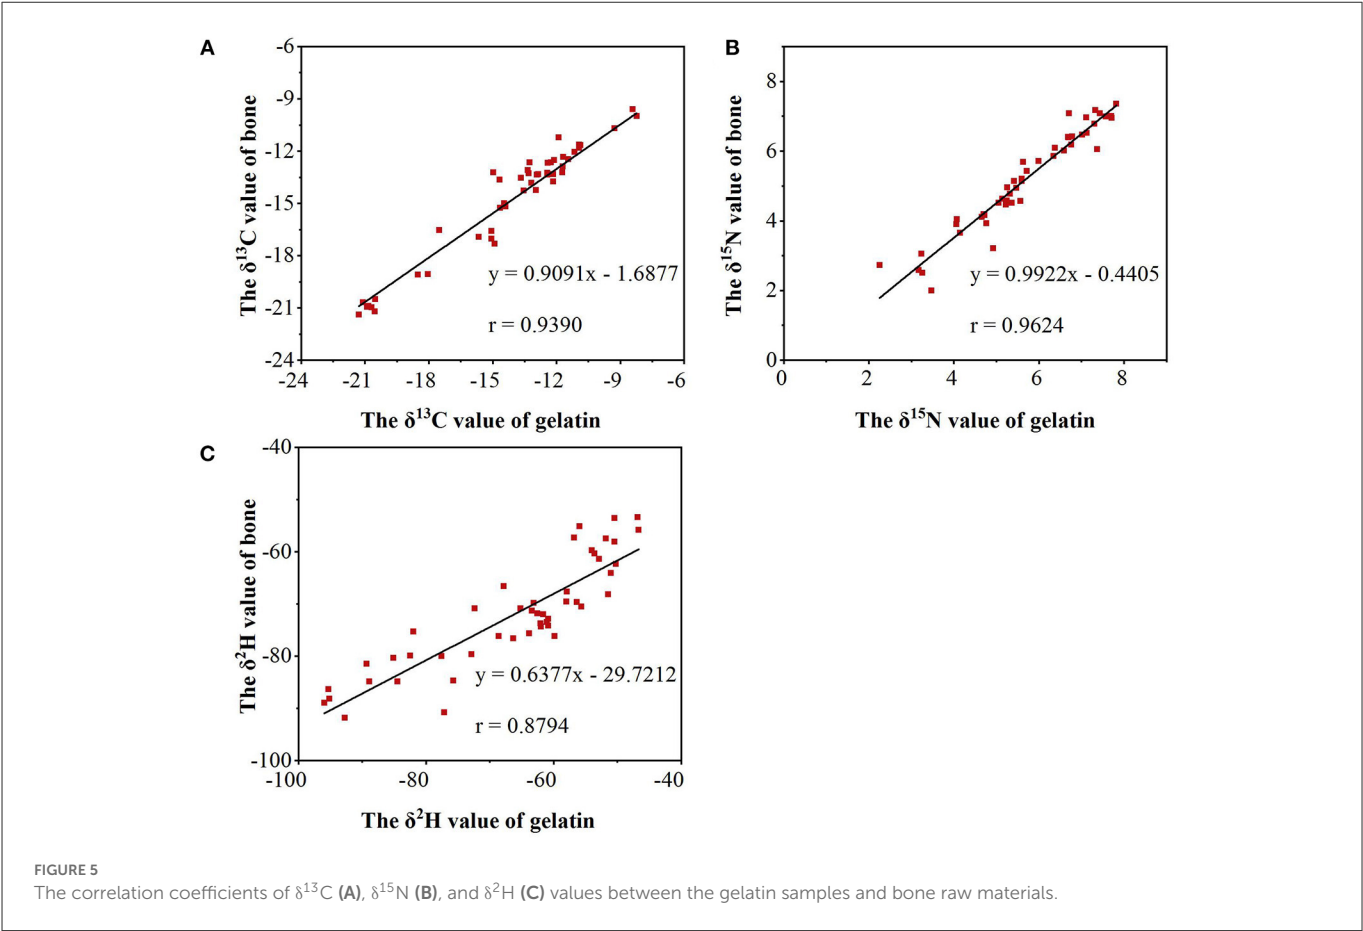 A
-6
-9
-12
-15
-18
-21
-24
The δ¹³C value of bone
y = 0.9091x - 1.6877
r = 0.9390
-24 -21 -18 -15 -12 -9 -6
The δ¹³C value of gelatin
B
8
6
4
2
0
The δ¹⁵N value of bone
y = 0.9922x - 0.4405
r = 0.9624
0 2 4 6 8
The δ¹⁵N value of gelatin
C
-40
-60
-80
-100
The δ²H value of bone
y = 0.6377x - 29.7212
r = 0.8794
-100 -80 -60 -40
The δ²H value of gelatin
FIGURE 5
The correlation coefficients of δ¹³C (A), δ¹⁵N (B), and δ²H (C) values between the gelatin samples and bone raw materials.